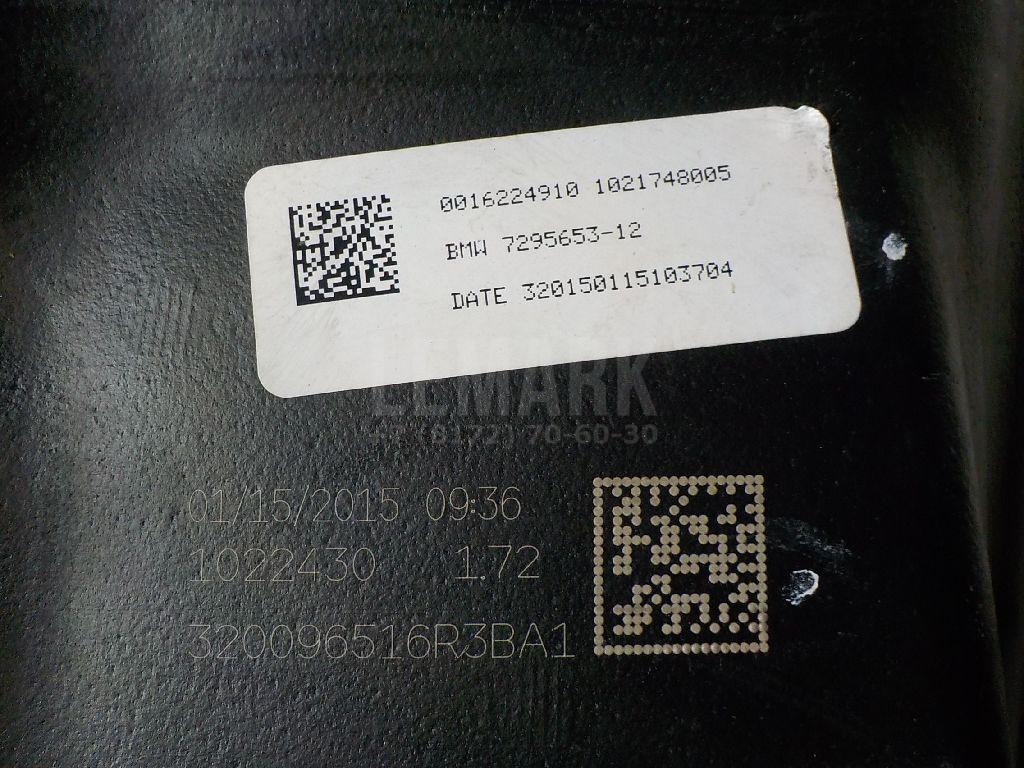 0016224910 1021748005
BMW 7295653-12
DATE 320150115103704
LEMARK
+7 (8172) 70-60-30
01/15/2015 09:36
1022430 1.72
320096516R3BA1